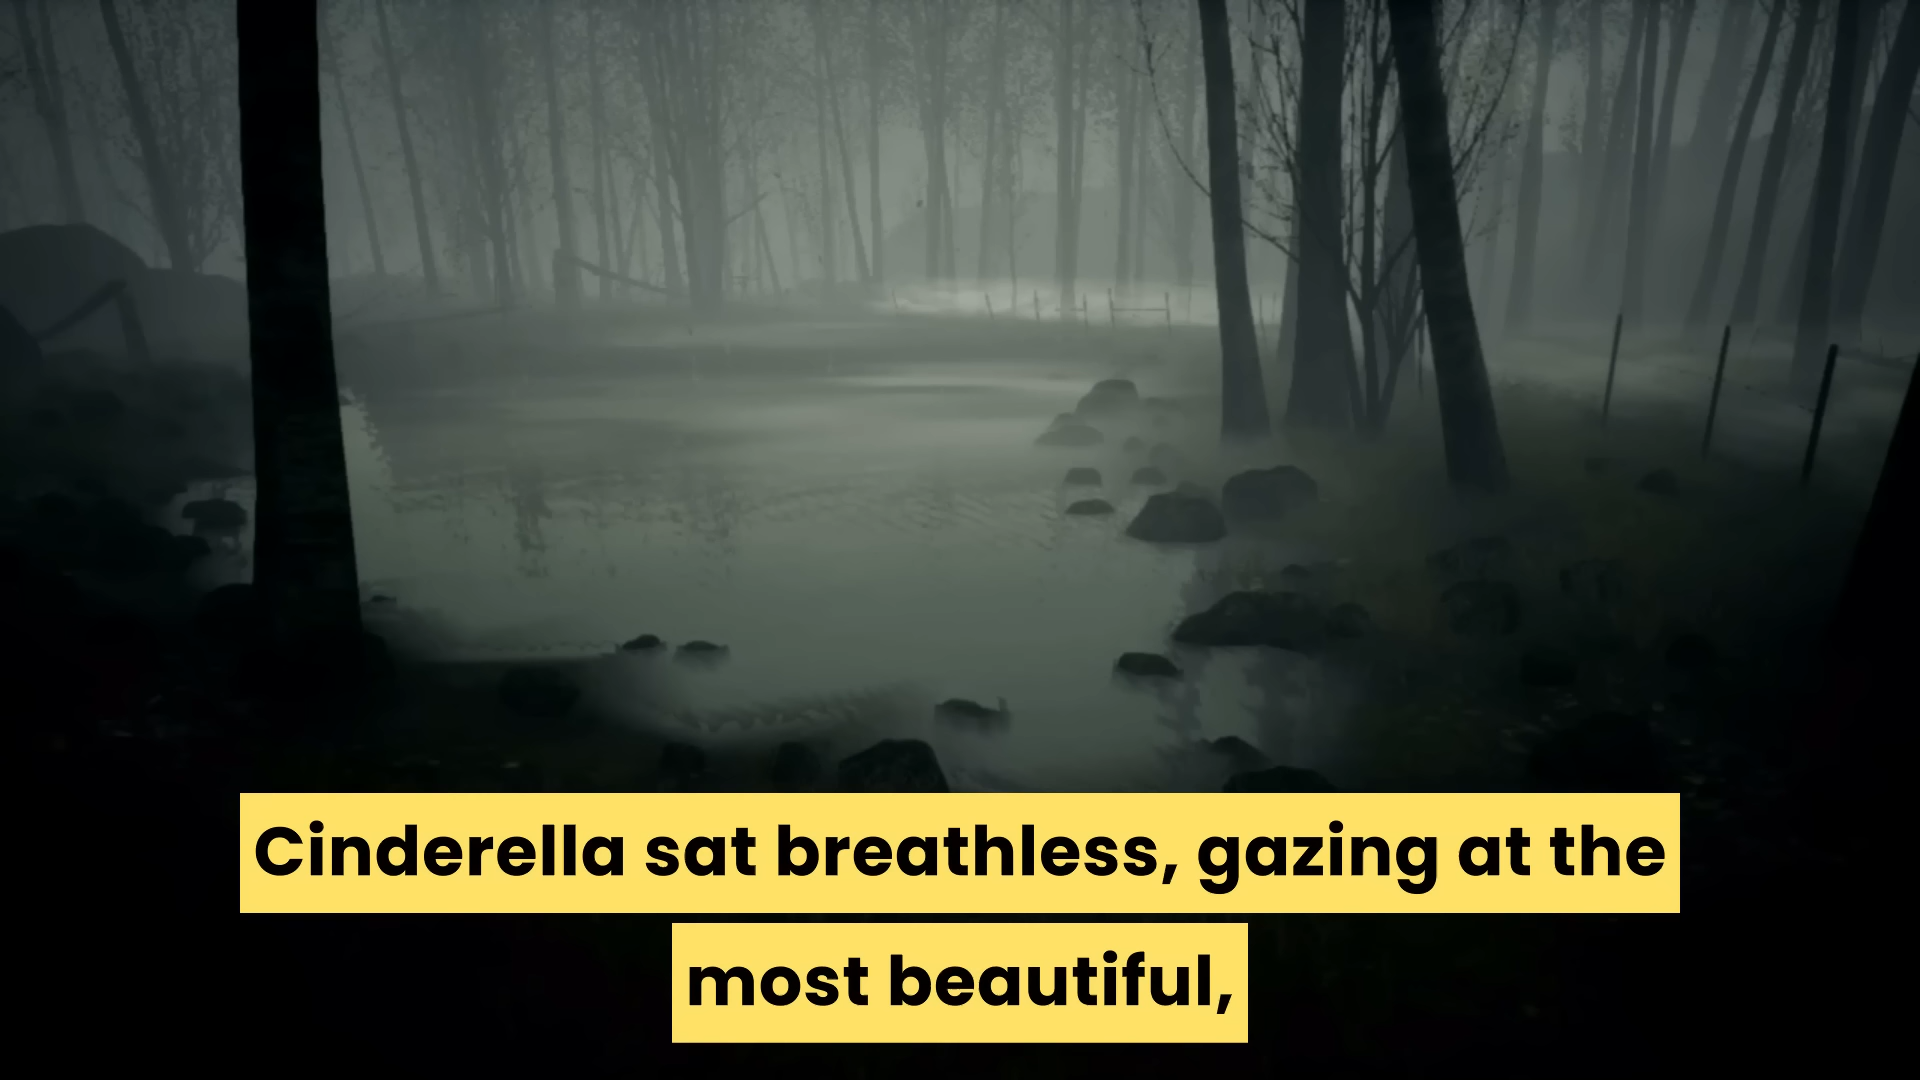 Cinderella sat breathless, gazing at the
most beautiful,